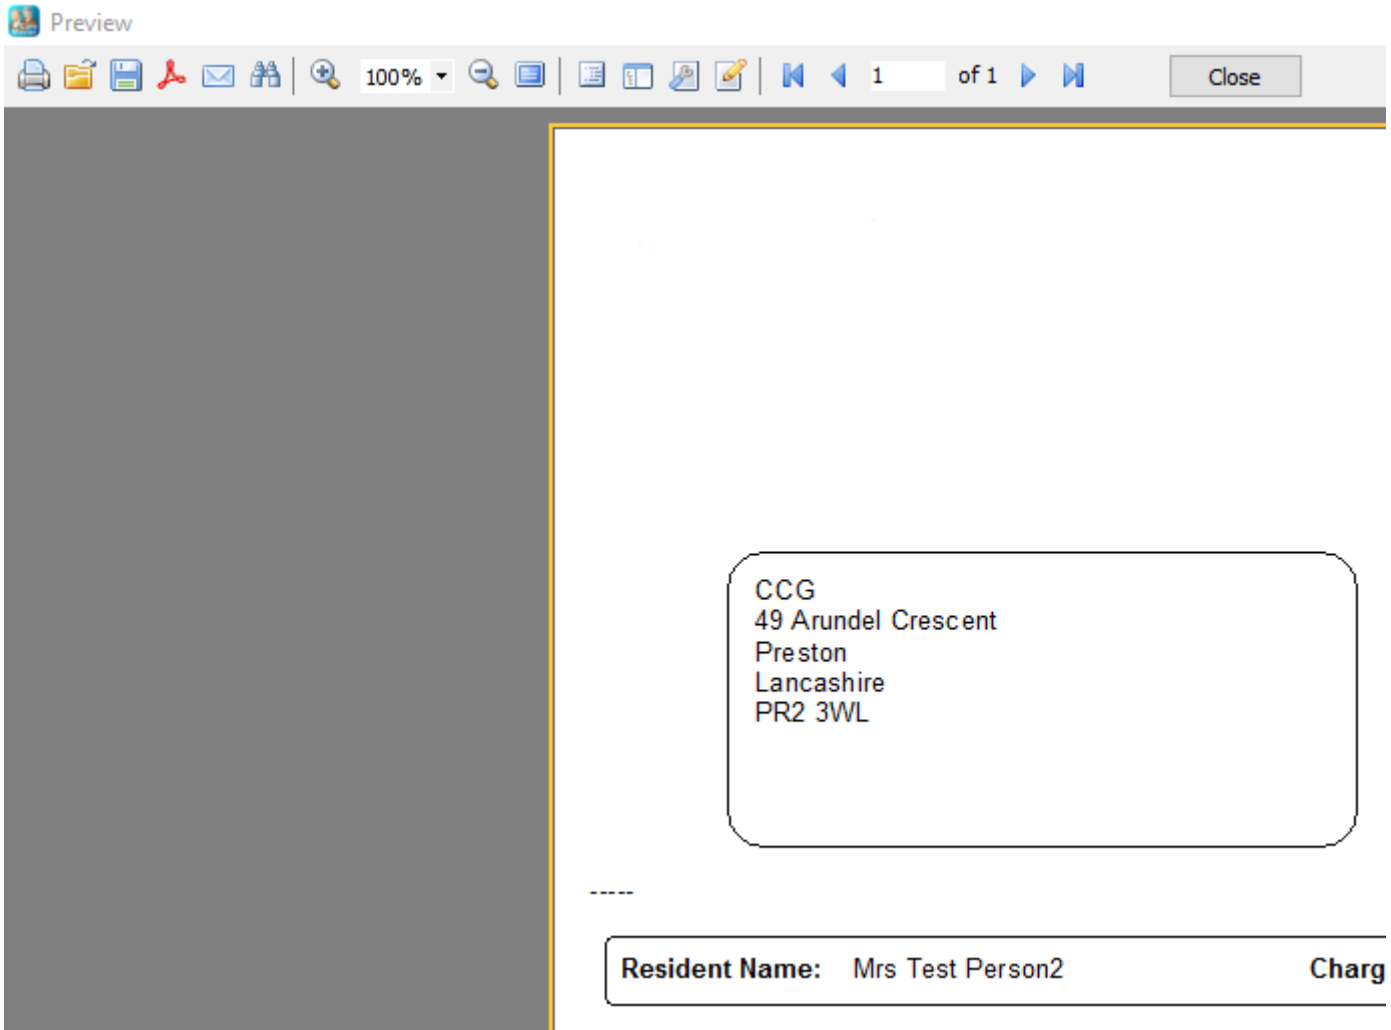 Preview
100% 1 of 1 Close
CCG
49 Arundel Crescent
Preston
Lancashire
PR2 3WL
-----
Resident Name: Mrs Test Person2 Charg